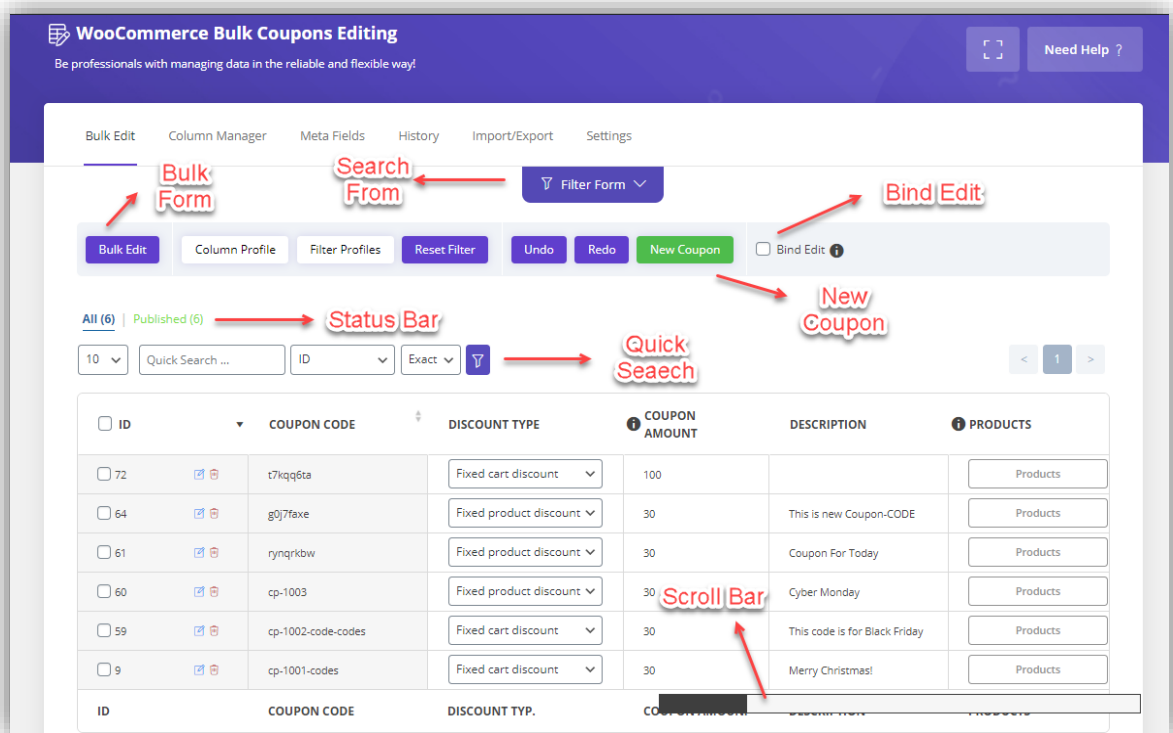 WooCommerce Bulk Coupons Editing
Be professionals with managing data in the reliable and flexible way!
Need Help ?
Bulk Edit Column Manager Meta Fields History Import/Export Settings
Bulk
Form
Search
From
Filter Form
Bind Edit
Bulk Edit Column Profile Filter Profiles Reset Filter Undo Redo New Coupon Bind Edit
New
Coupon
All (6) | Published (6)
Status Bar
Quick
Seaech
10 Quick Search ... ID Exact < 1 >
ID COUPON CODE DISCOUNT TYPE COUPON AMOUNT DESCRIPTION PRODUCTS
72 t7kqq6ta Fixed cart discount 100 Products
64 g0j7faxe Fixed product discount 30 This is new Coupon-CODE Products
61 rynqrkbw Fixed product discount 30 Coupon For Today Products
60 cp-1003 Fixed product discount 30 Cyber Monday Products
Scroll Bar
59 cp-1002-code-codes Fixed cart discount 30 This code is for Black Friday Products
9 cp-1001-codes Fixed cart discount 30 Merry Christmas! Products
ID COUPON CODE DISCOUNT TYP.